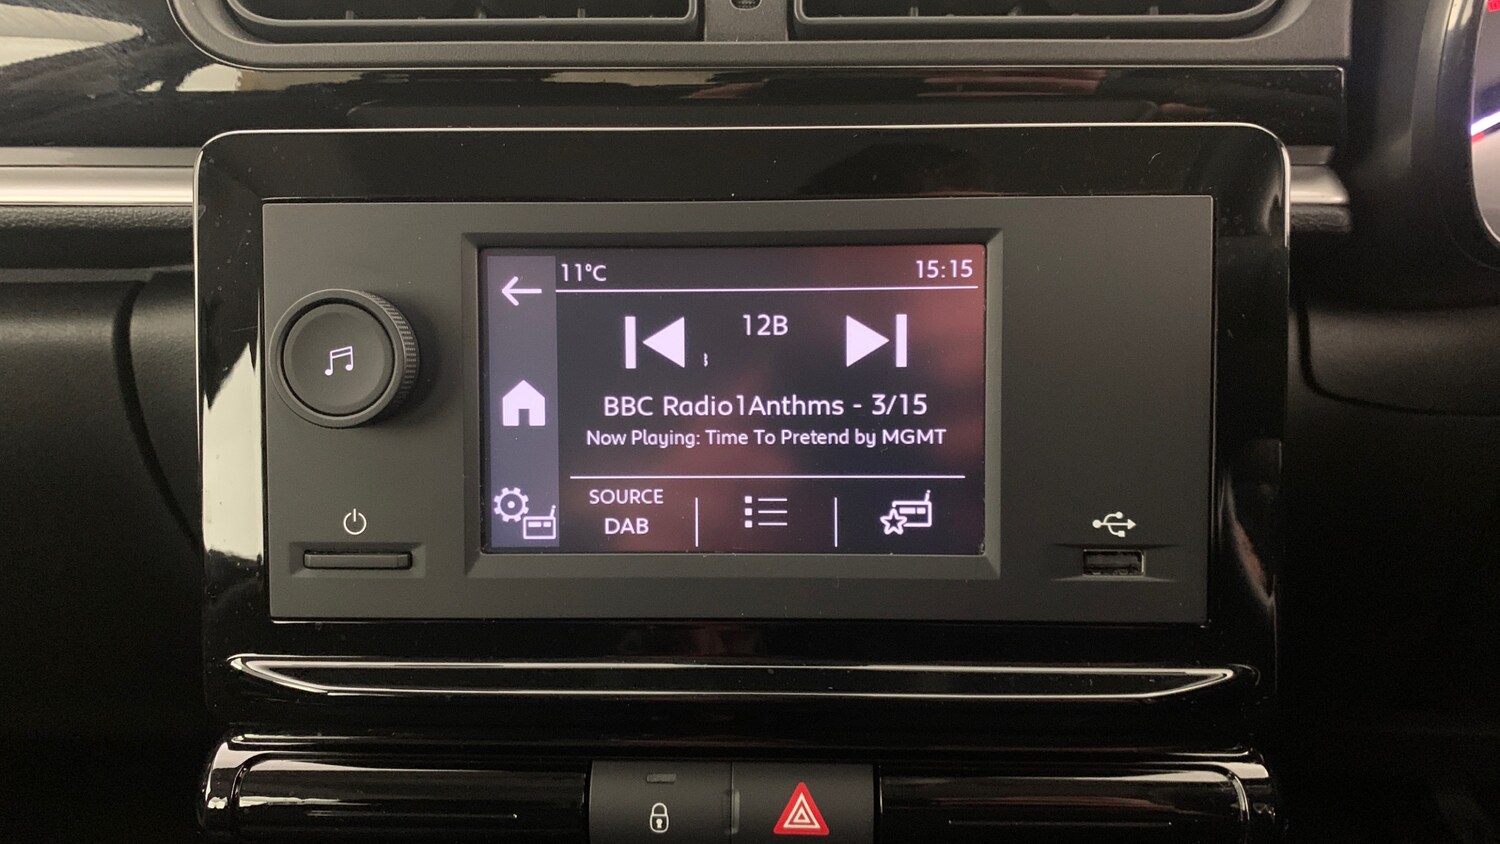 11°C 15:15
12B
BBC Radio1Anthms - 3/15
Now Playing: Time To Pretend by MGMT
SOURCE
DAB